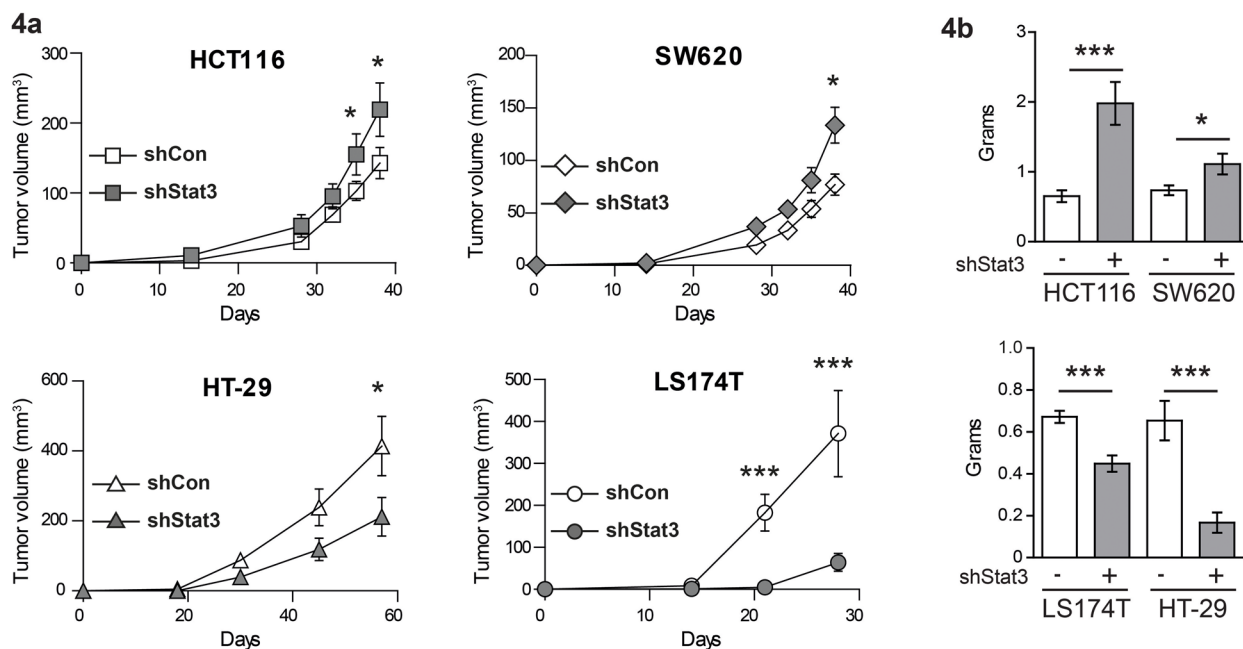 4a
HCT116
Tumor volume (mm³)
300
200
100
0
* *
shCon
shStat3
0 10 20 30 40
Days
SW620
Tumor volume (mm³)
200
150
100
50
0
*
shCon
shStat3
0 10 20 30 40
Days
4b
Grams
3
2
1
0
*** *
shStat3 - + - +
HCT116 SW620
HT-29
Tumor volume (mm³)
600
400
200
0
*
shCon
shStat3
0 20 40 60
Days
LS174T
Tumor volume (mm³)
500
400
300
200
100
0
*** ***
shCon
shStat3
0 10 20 30
Days
Grams
1.0
0.8
0.6
0.4
0.2
0
*** ***
shStat3 - + - +
LS174T HT-29